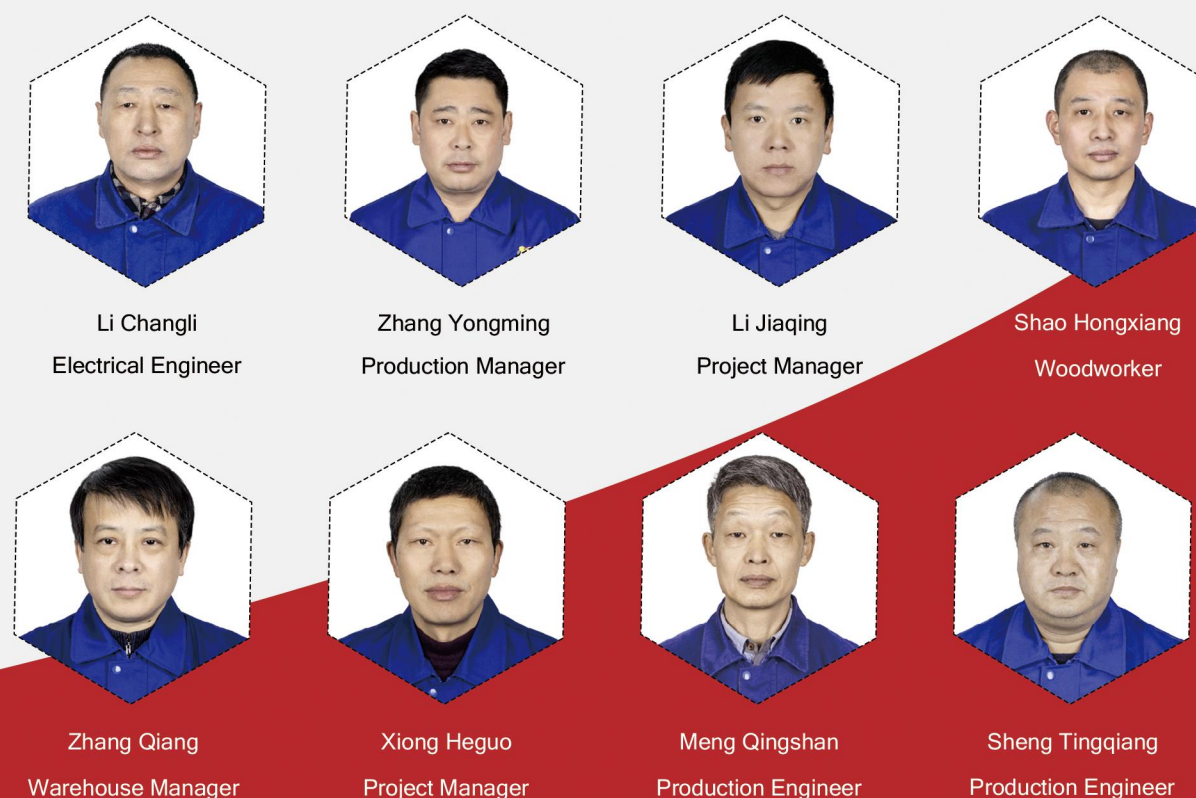 Li Changli
Electrical Engineer
Zhang Yongming
Production Manager
Li Jiaqing
Project Manager
Shao Hongxiang
Woodworker
Zhang Qiang
Warehouse Manager
Xiong Heguo
Project Manager
Meng Qingshan
Production Engineer
Sheng Tingqiang
Production Engineer